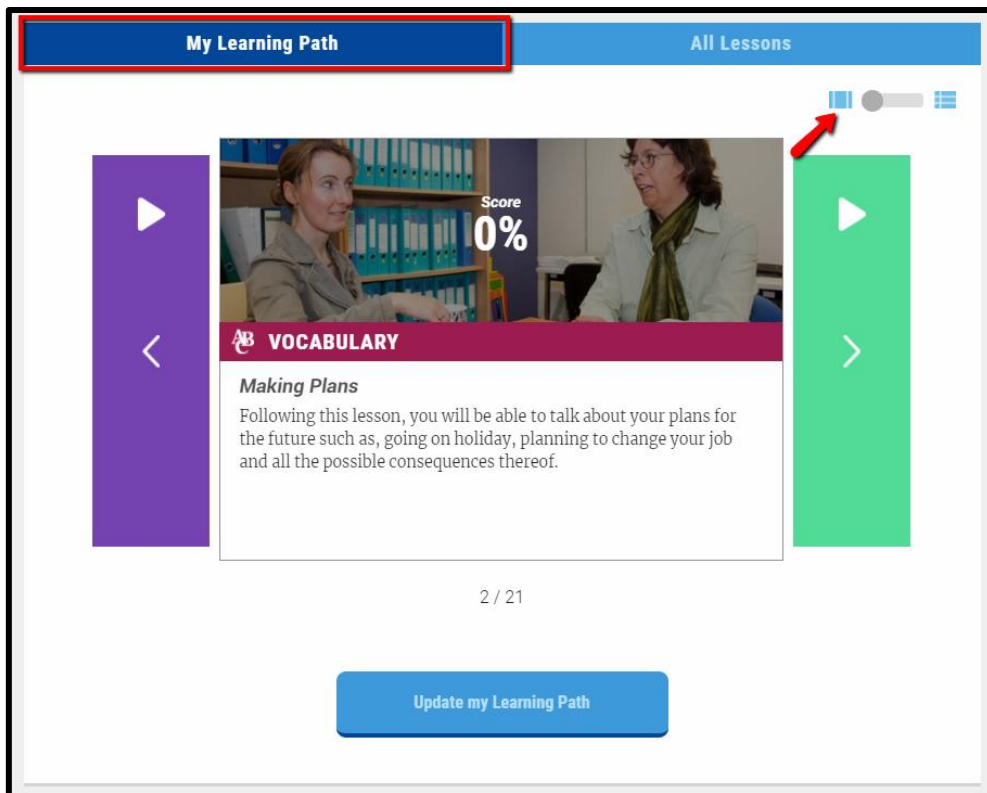 My Learning Path
All Lessons
Score
0%
ABC VOCABULARY
Making Plans
Following this lesson, you will be able to talk about your plans for
the future such as, going on holiday, planning to change your job
and all the possible consequences thereof.
2 / 21
Update my Learning Path